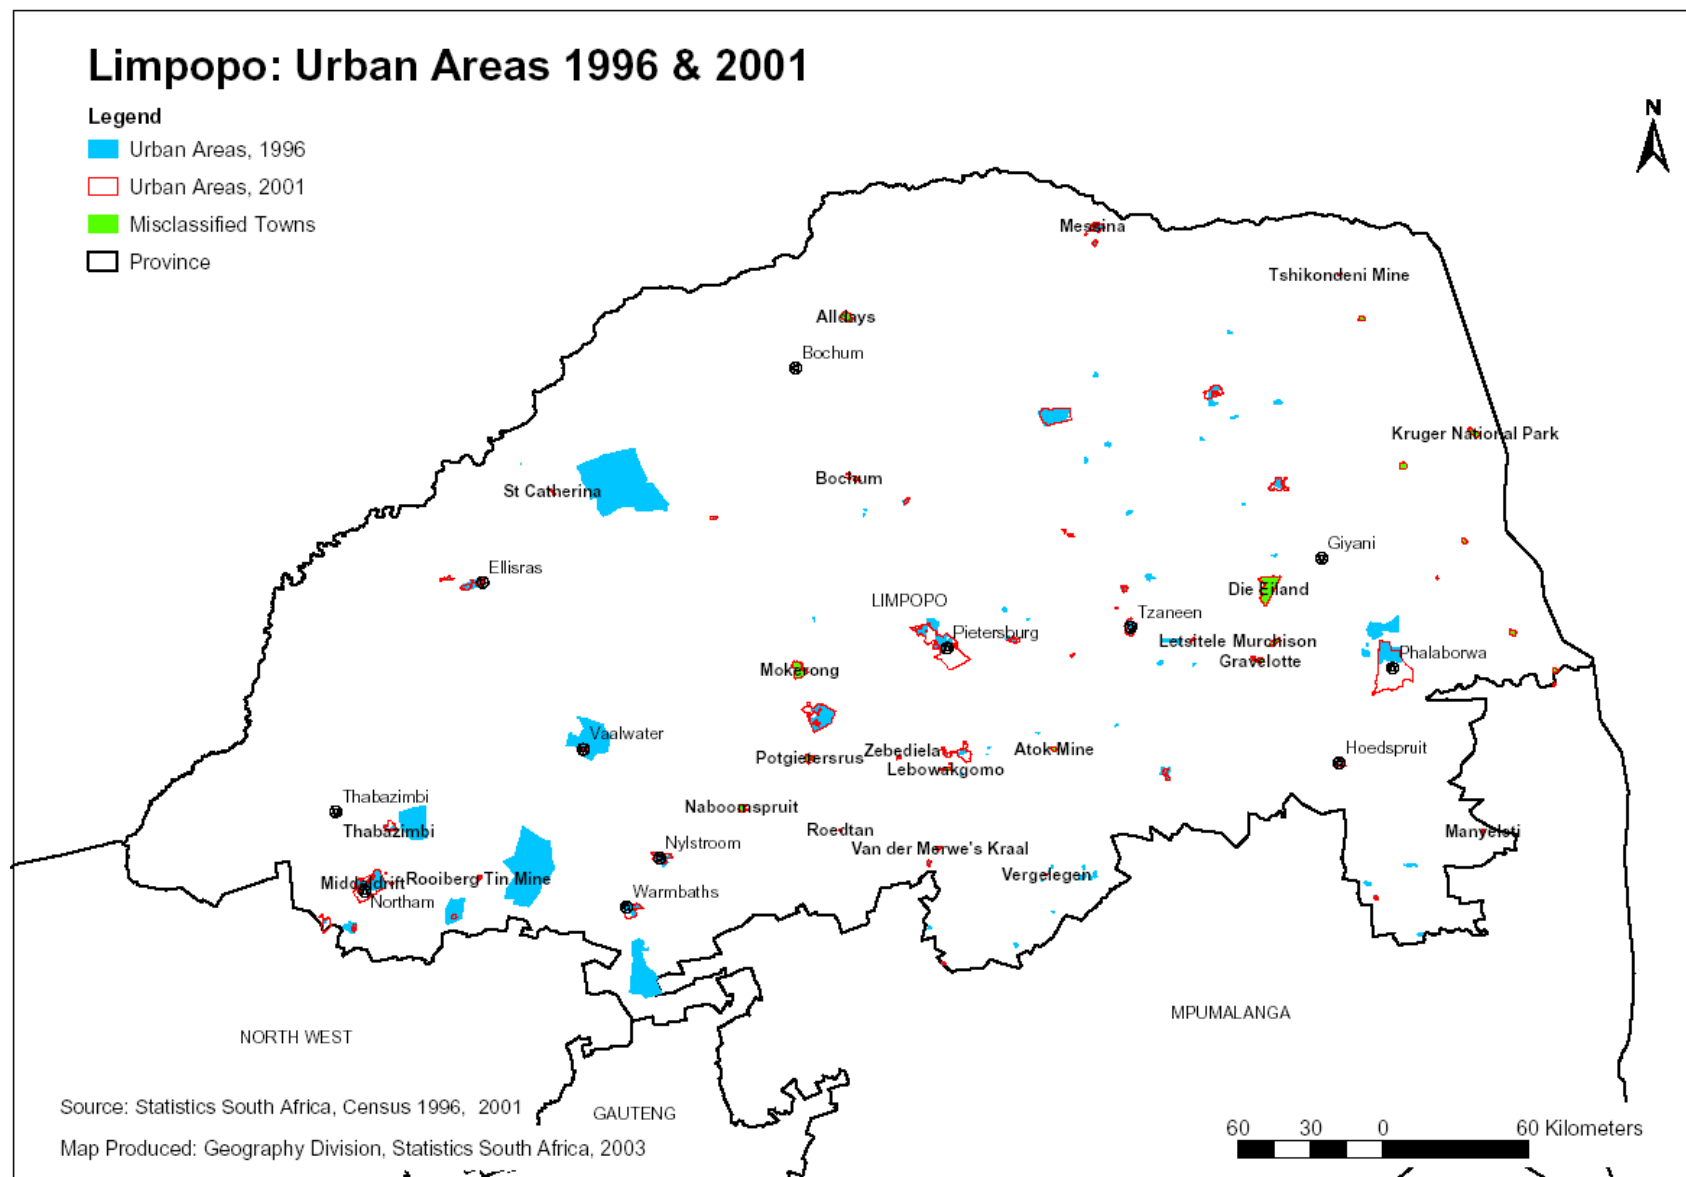 Limpopo: Urban Areas 1996 & 2001
Legend
Urban Areas, 1996
Urban Areas, 2001
Misclassified Towns
Province
N
Messina
Tshikondeni Mine
Alldays
Bochum
Kruger National Park
St Catherina
Bochum
Giyani
Ellisras
Die Eiland
LIMPOPO
Tzaneen
Pietersburg
Letsitele Murchison
Phalaborwa
Gravelotte
Mokerong
Vaalwater
Hoedspruit
Zebediela
Atok Mine
Potgietersrus
Lebowakgomo
Thabazimbi
Naboomspruit
Thabazimbi
Roedtan
Manyelsti
Nylstroom
Van der Merwe's Kraal
Vergelegen
Middeldrift
Rooiberg Tin Mine
Warmbaths
Northam
MPUMALANGA
NORTH WEST
GAUTENG
Source: Statistics South Africa, Census 1996, 2001
Map Produced: Geography Division, Statistics South Africa, 2003
60 30 0 60 Kilometers